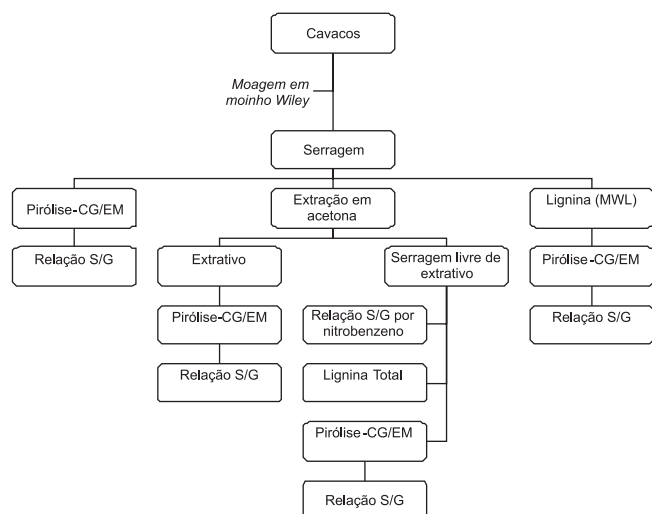 Cavacos
Moagem em
moinho Wiley
Serragem
Pirólise-CG/EM
Extração em
acetona
Lignina (MWL)
Relação S/G
Extrativo
Serragem livre de
extrativo
Pirólise-CG/EM
Pirólise-CG/EM
Relação S/G por
nitrobenzeno
Relação S/G
Relação S/G
Lignina Total
Pirólise-CG/EM
Relação S/G